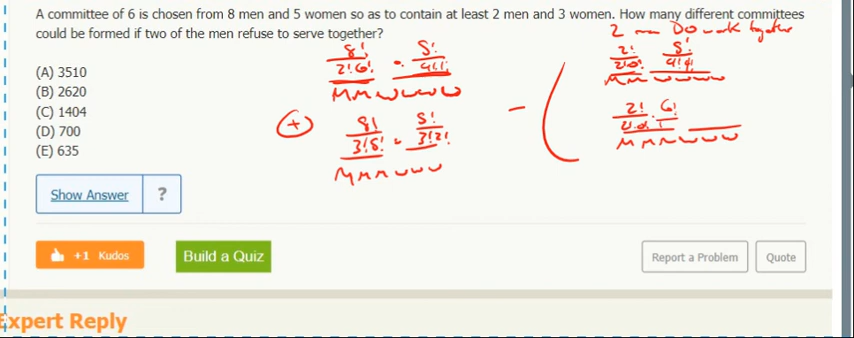 A committee of 6 is chosen from 8 men and 5 women so as to contain at least 2 men and 3 women. How many different committees
could be formed if two of the men refuse to serve together?
2 men DO work together
(A) 3510
(B) 2620
(C) 1404
(D) 700
(E) 635
8!/2!6! · 5!/4!1!
MMWWWW
+
8!/3!5! · 5!/3!2!
MMMWWW
- (
2!/2!0! 5!/4!1!
MMWWWW
2!/2!0! · 6!/1
MMMWWW
Show Answer ?
+1 Kudos
Build a Quiz
Report a Problem
Quote
Expert Reply